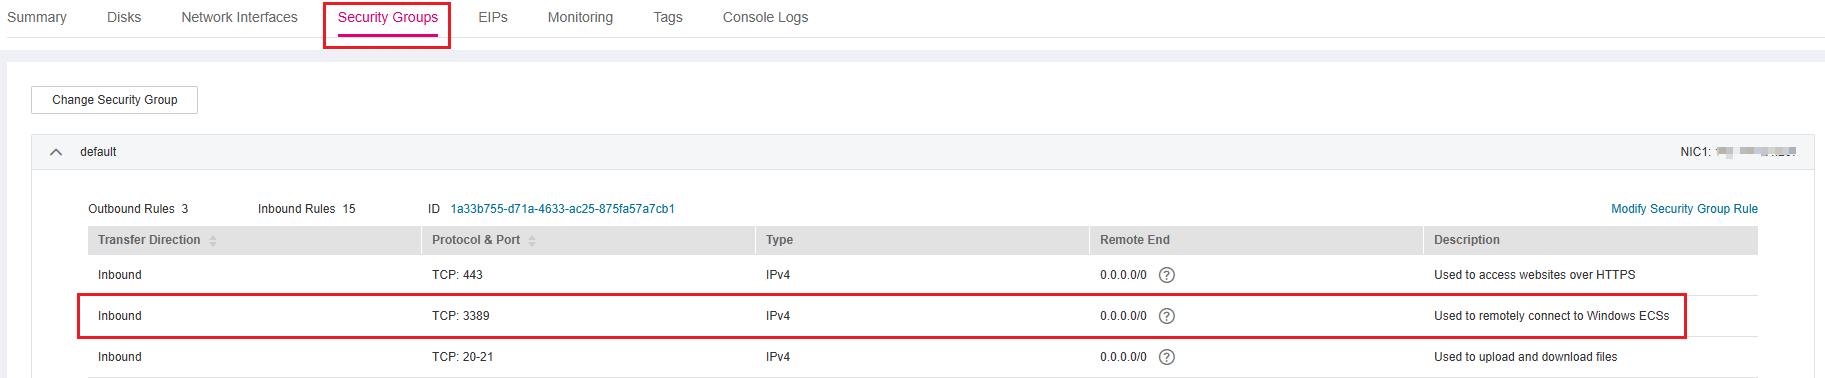 Summary Disks Network Interfaces Security Groups EIPs Monitoring Tags Console Logs
Change Security Group
default NIC1:
Outbound Rules 3 Inbound Rules 15 ID 1a33b755-d71a-4633-ac25-875fa57a7cb1 Modify Security Group Rule
Transfer Direction Protocol & Port Type Remote End Description
Inbound TCP: 443 IPv4 0.0.0.0/0 ? Used to access websites over HTTPS
Inbound TCP: 3389 IPv4 0.0.0.0/0 ? Used to remotely connect to Windows ECSs
Inbound TCP: 20-21 IPv4 0.0.0.0/0 ? Used to upload and download files